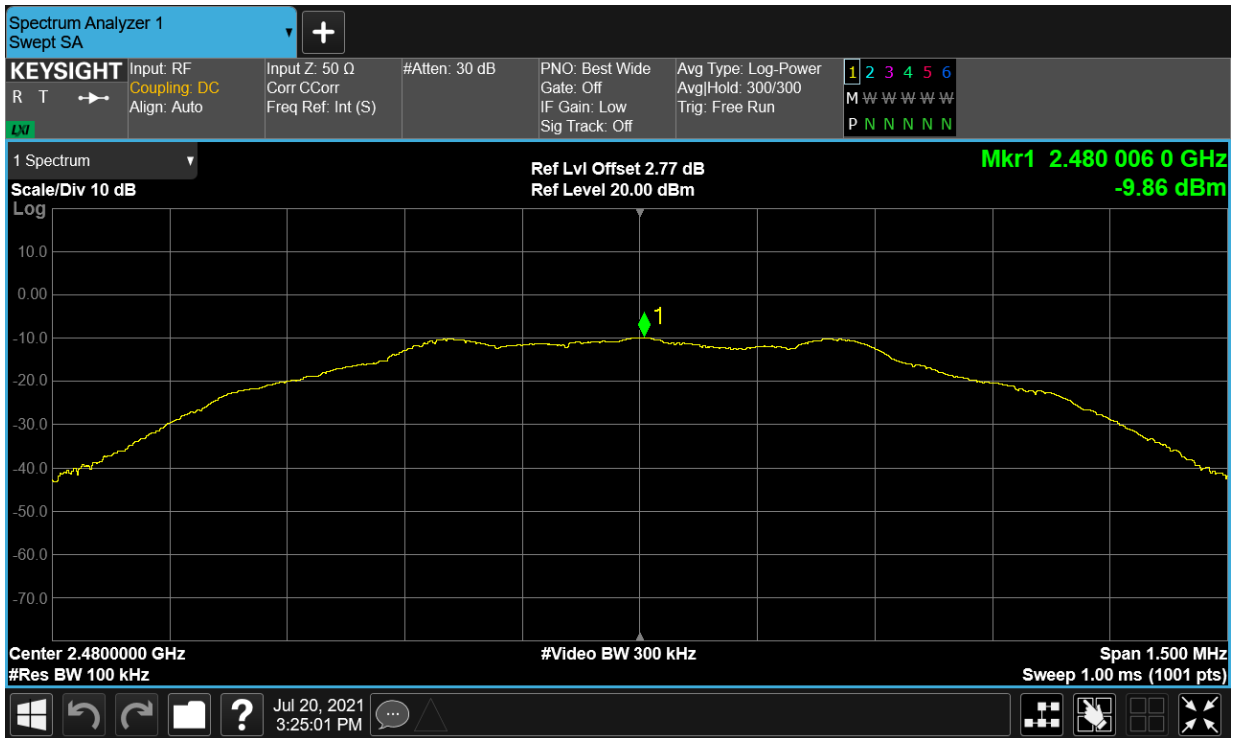 Spectrum Analyzer 1
Swept SA
KEYSIGHT
R T
LXI
Input: RF
Coupling: DC
Align: Auto
Input Z: 50 Ω
Corr CCorr
Freq Ref: Int (S)
#Atten: 30 dB
PNO: Best Wide
Gate: Off
IF Gain: Low
Sig Track: Off
Avg Type: Log-Power
Avg|Hold: 300/300
Trig: Free Run
1 2 3 4 5 6
M W W W W W
P N N N N N
1 Spectrum
Scale/Div 10 dB
Log
Ref Lvl Offset 2.77 dB
Ref Level 20.00 dBm
Mkr1 2.480 006 0 GHz
-9.86 dBm
10.0
0.00
1
-10.0
-20.0
-30.0
-40.0
-50.0
-60.0
-70.0
Center 2.4800000 GHz
#Res BW 100 kHz
#Video BW 300 kHz
Span 1.500 MHz
Sweep 1.00 ms (1001 pts)
?
Jul 20, 2021
3:25:01 PM